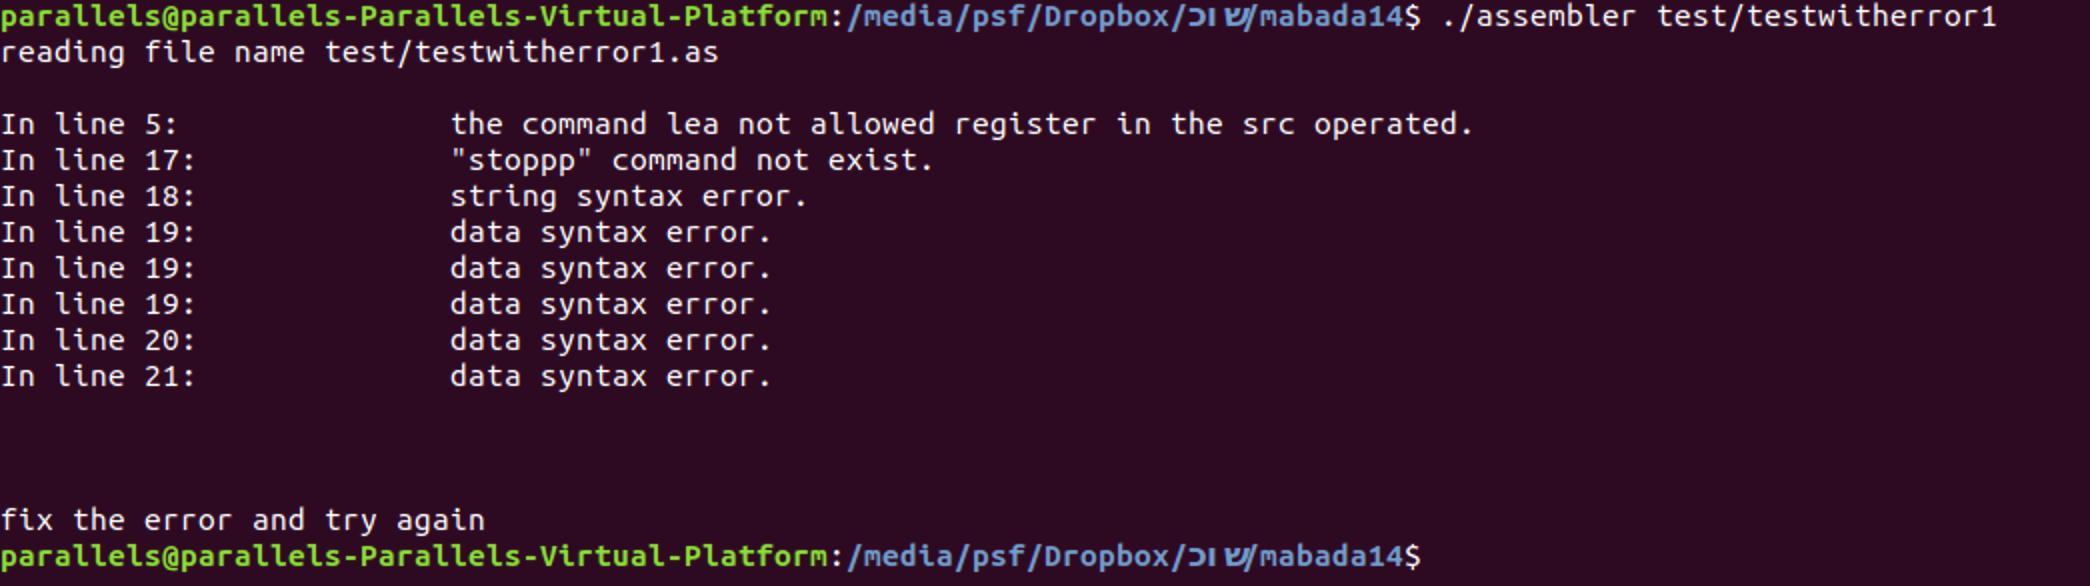 parallels@parallels-Parallels-Virtual-Platform:/media/psf/Dropbox/שוכ/mabada14$ ./assembler test/testwitherror1
reading file name test/testwitherror1.as
In line 5: the command lea not allowed register in the src operated.
In line 17: "stoppp" command not exist.
In line 18: string syntax error.
In line 19: data syntax error.
In line 19: data syntax error.
In line 19: data syntax error.
In line 20: data syntax error.
In line 21: data syntax error.
fix the error and try again
parallels@parallels-Parallels-Virtual-Platform:/media/psf/Dropbox/שוכ/mabada14$